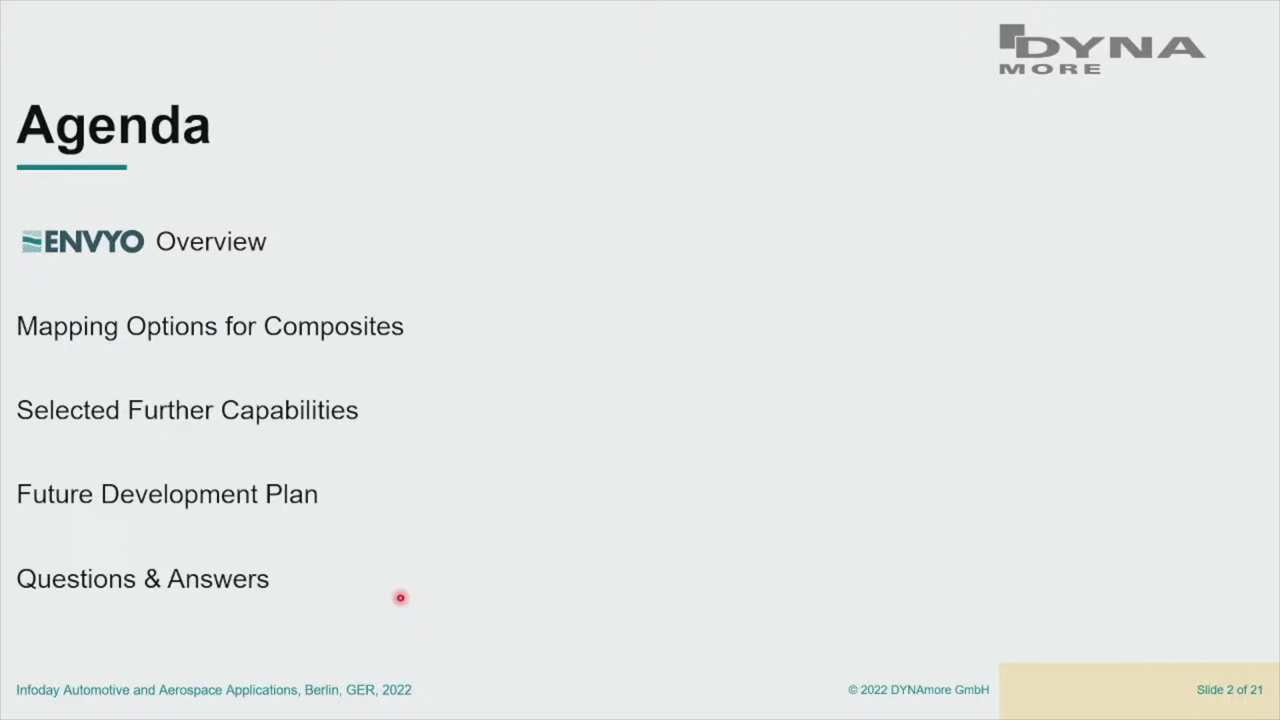 DYNA
MORE
Agenda
ENVYO Overview
Mapping Options for Composites
Selected Further Capabilities
Future Development Plan
Questions & Answers
Infoday Automotive and Aerospace Applications, Berlin, GER, 2022
© 2022 DYNAmore GmbH
Slide 2 of 21